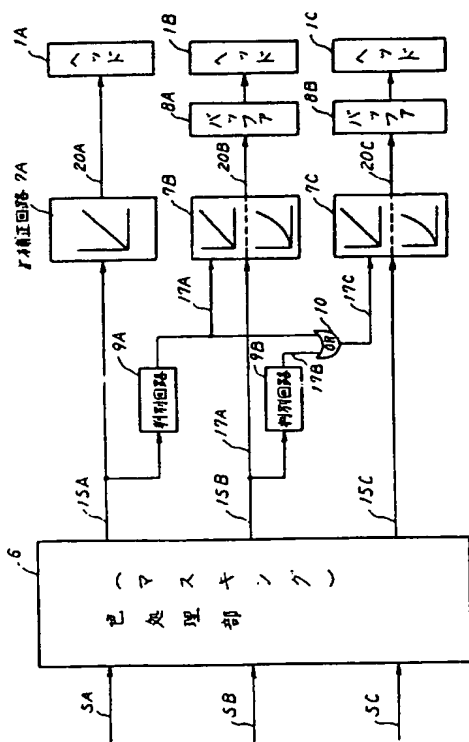 5A
5B
5C
6
(マスキング)
色処理部
15A
15B
15C
9A
判別回路
17A
17A
9B
判別回路
17B
10
OR
17C
γ補正回路 7A
7B
7C
20A
20B
20C
8A
バッファ
8B
バッファ
1A
ヘッド
1B
ヘッド
1C
ヘッド